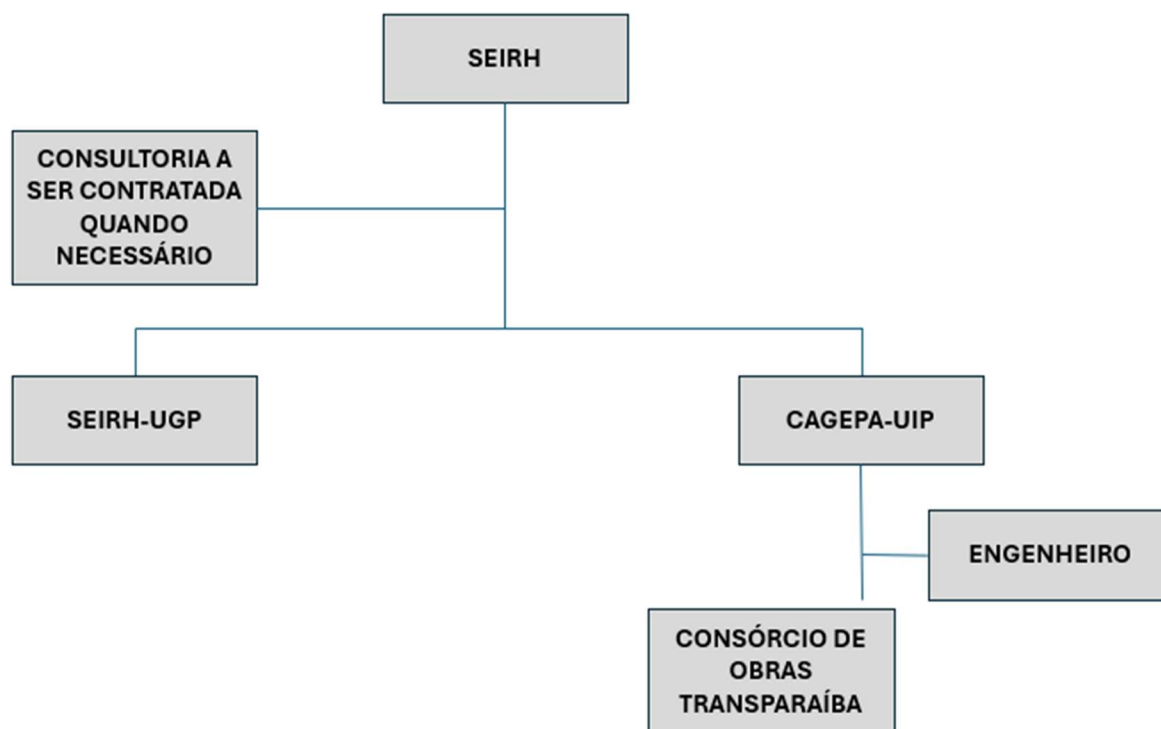 SEIRH
CONSULTORIA A
SER CONTRATADA
QUANDO
NECESSÁRIO
SEIRH-UGP
CAGEPA-UIP
ENGENHEIRO
CONSÓRCIO DE
OBRAS
TRANSPARAÍBA